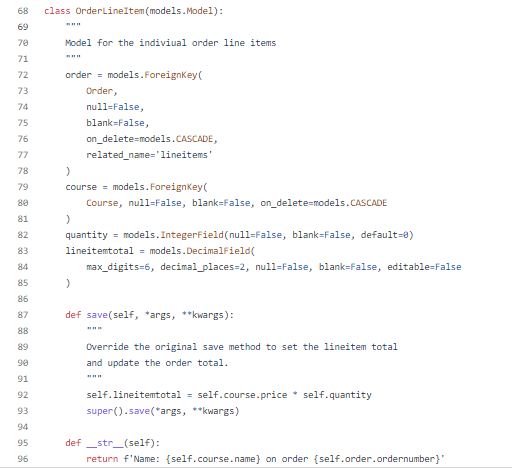 68 class OrderLineItem(models.Model):
69     """
70     Model for the indiviual order line items
71     """
72     order = models.ForeignKey(
73         Order,
74         null=False,
75         blank=False,
76         on_delete=models.CASCADE,
77         related_name='lineitems'
78     )
79     course = models.ForeignKey(
80         Course, null=False, blank=False, on_delete=models.CASCADE
81     )
82     quantity = models.IntegerField(null=False, blank=False, default=0)
83     lineitemtotal = models.DecimalField(
84         max_digits=6, decimal_places=2, null=False, blank=False, editable=False
85     )
86
87     def save(self, *args, **kwargs):
88         """
89         Override the original save method to set the lineitem total
90         and update the order total.
91         """
92         self.lineitemtotal = self.course.price * self.quantity
93         super().save(*args, **kwargs)
94
95     def __str__(self):
96         return f'Name: {self.course.name} on order {self.order.ordernumber}'